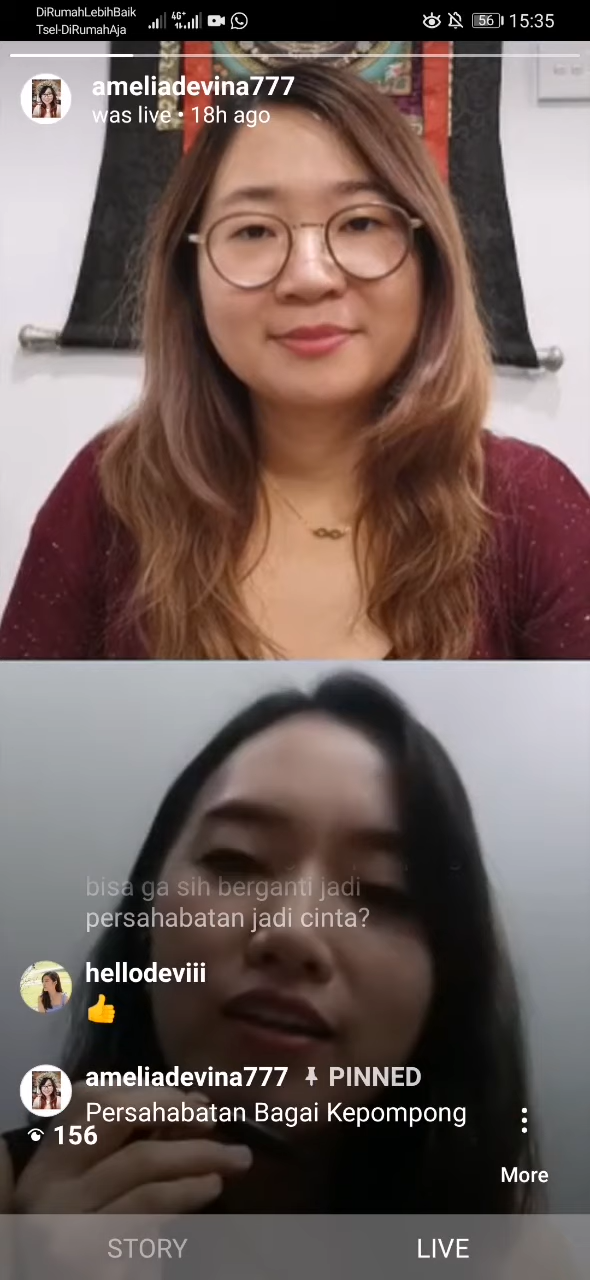 DiRumahLebihBaik
Tsel-DiRumahAja
4G+
56
15:35
ameliadevina777
was live • 18h ago
bisa ga sih berganti jadi
persahabatan jadi cinta?
hellodeviii
👍
ameliadevina777 PINNED
Persahabatan Bagai Kepompong
156
More
STORY
LIVE